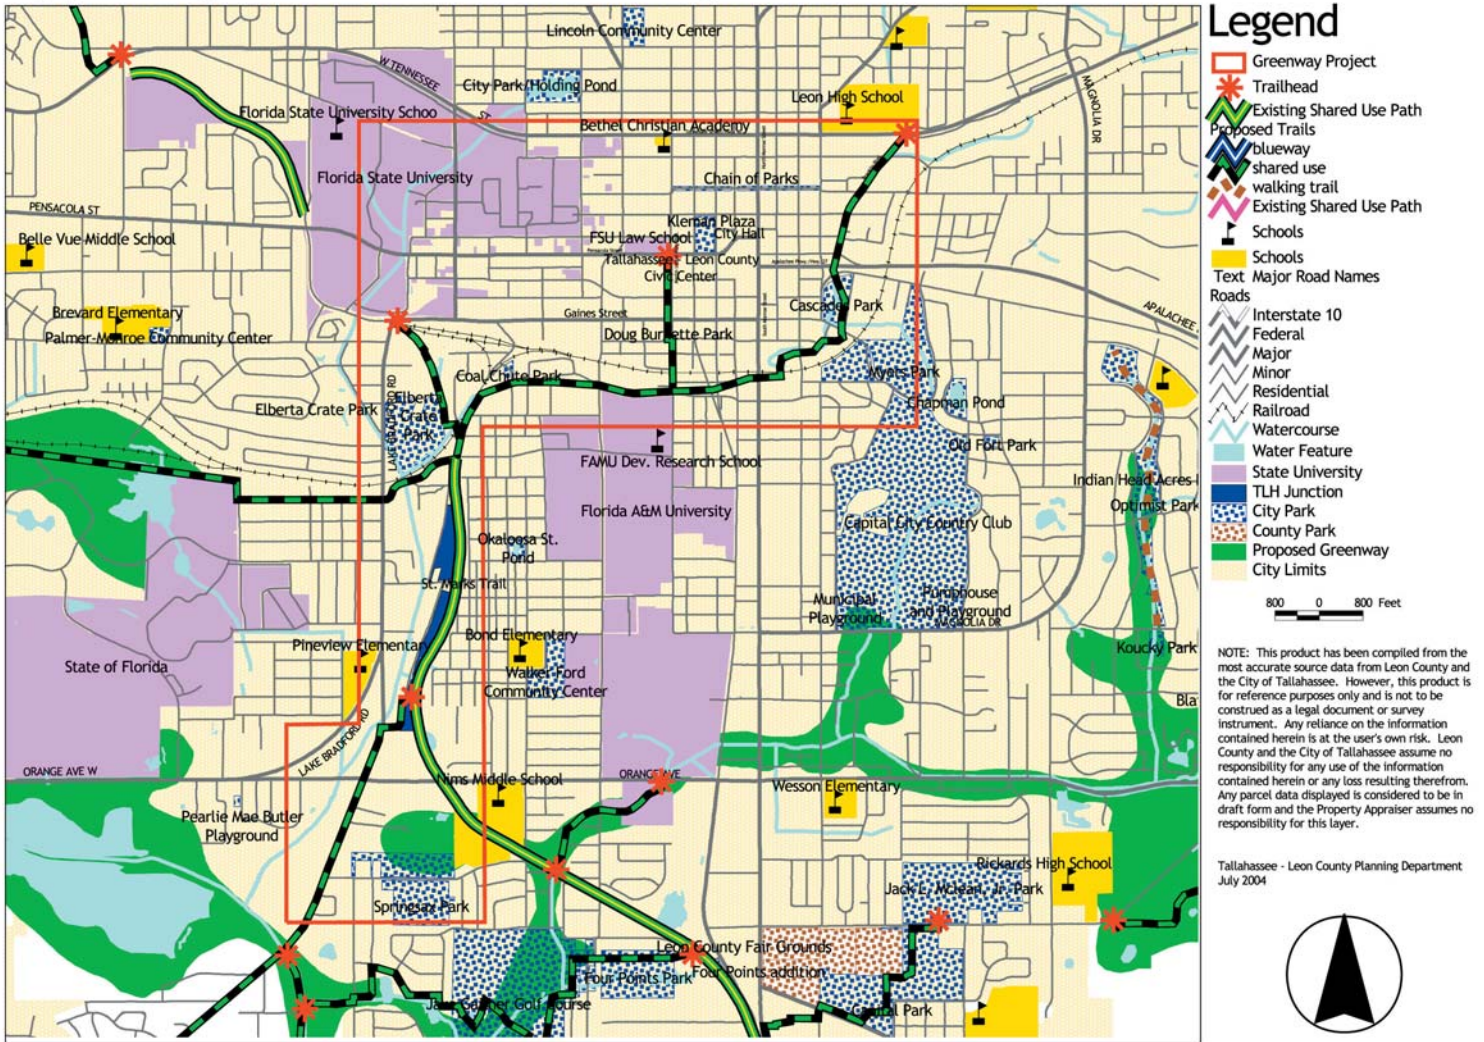 Legend
Greenway Project
Trailhead
Existing Shared Use Path
Proposed Trails
blueway
shared use
walking trail
Existing Shared Use Path
Schools
Schools
Text Major Road Names
Roads
Interstate 10
Federal
Major
Minor
Residential
Railroad
Watercourse
Water Feature
State University
TLH Junction
City Park
County Park
Proposed Greenway
City Limits
800 0 800 Feet
NOTE: This product has been compiled from the
most accurate source data from Leon County and
the City of Tallahassee. However, this product is
for reference purposes only and is not to be
construed as a legal document or survey
instrument. Any reliance on the information
contained herein is at the user's own risk. Leon
County and the City of Tallahassee assume no
responsibility for any use of the information
contained herein or any loss resulting therefrom.
Any parcel data displayed is considered to be in
draft form and the Property Appraiser assumes no
responsibility for this layer.
Tallahassee - Leon County Planning Department
July 2004
Lincoln Community Center
W TENNESSEE ST
City Park/Holding Pond
MAGNOLIA DR
Leon High School
Florida State University Schoo
Bethel Christian Academy
Florida State University
Chain of Parks
PENSACOLA ST
Kleman Plaza
City Hall
FSU Law School
Belle Vue Middle School
Tallahassee - Leon County
Civic Center
Brevard Elementary
Cascades Park
Gaines Street
APALACHEE
Palmer-Monroe Community Center
Doug Burnette Park
Coal Chute Park
Myers Park
LAKE BRADFORD RD
Elberta Crate Park
Elberta
Crate
Park
Chapman Pond
Old Fort Park
FAMU Dev. Research School
Indian Head Acres
Optimist Park
Florida A&M University
Capital City Country Club
Okaloosa St.
Pond
St. Marks Trail
Municipal
Playground
Pumphouse
and Playground
MAGNOLIA DR
Pineview Elementary
Bond Elementary
Koucky Park
State of Florida
Walker-Ford
Community Center
Bla
LAKE BRADFORD RD
ORANGE AVE W
ORANGE AVE
Nims Middle School
Wesson Elementary
Pearlie Mae Butler
Playground
Rickards High School
Jack L. Mclean, Jr. Park
Springsax Park
Leon County Fair Grounds
Four Points Park
Four Points addition
Jake Gaither Golf Course
Capital Park